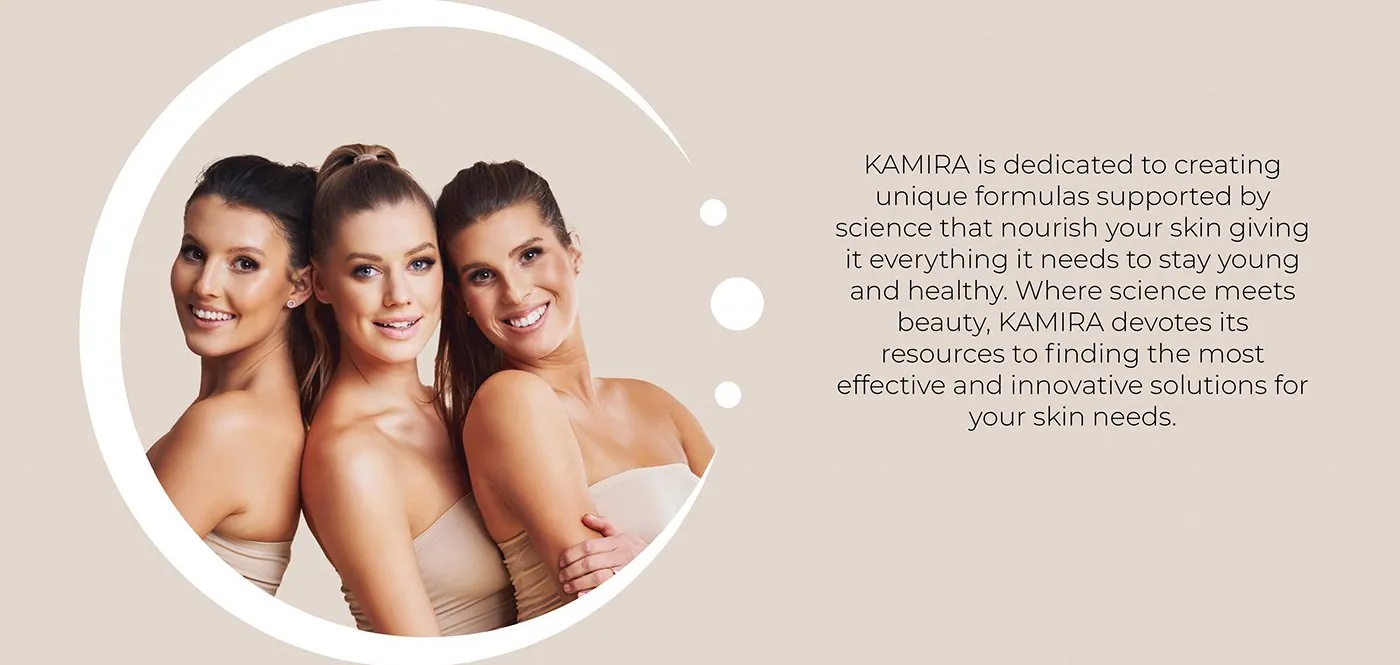 KAMIRA is dedicated to creating
unique formulas supported by
science that nourish your skin giving
it everything it needs to stay young
and healthy. Where science meets
beauty, KAMIRA devotes its
resources to finding the most
effective and innovative solutions for
your skin needs.